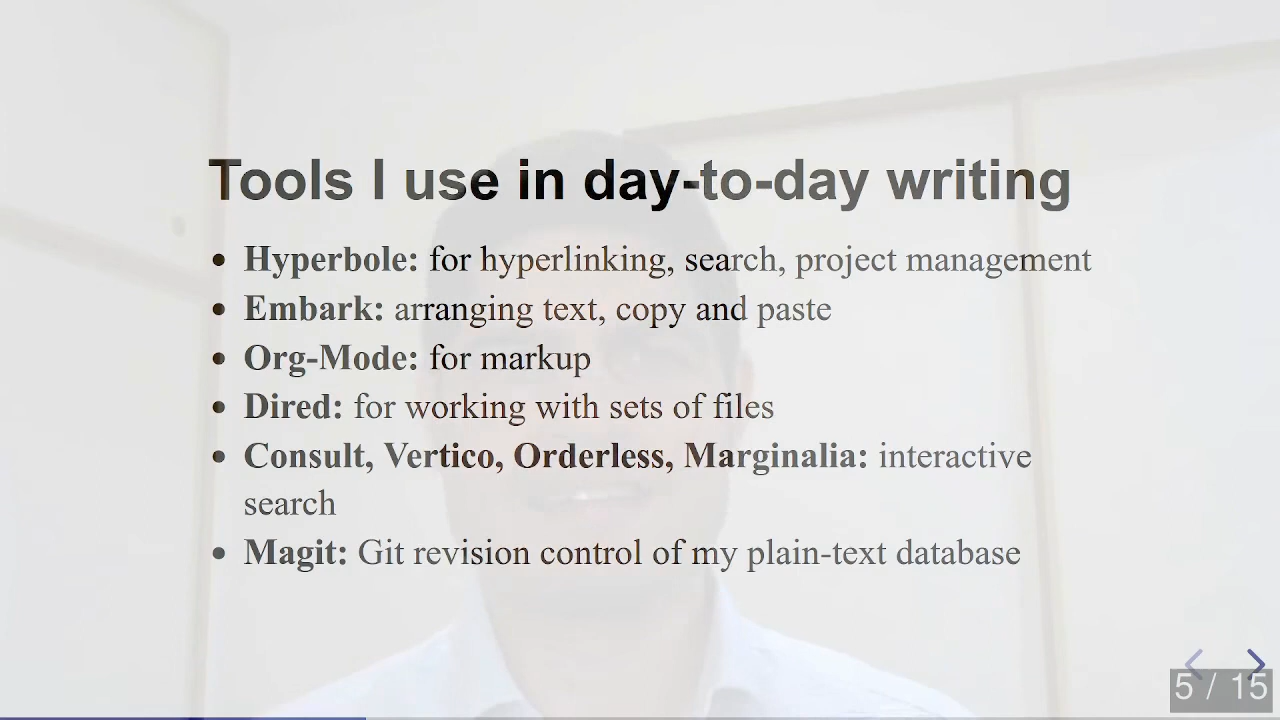 Tools I use in day-to-day writing
• Hyperbole: for hyperlinking, search, project management
• Embark: arranging text, copy and paste
• Org-Mode: for markup
• Dired: for working with sets of files
• Consult, Vertico, Orderless, Marginalia: interactive
search
• Magit: Git revision control of my plain-text database
5 / 15